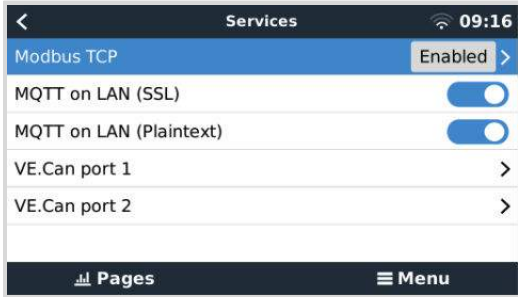 Services 09:16
Modbus TCP Enabled
MQTT on LAN (SSL)
MQTT on LAN (Plaintext)
VE.Can port 1
VE.Can port 2
Pages Menu